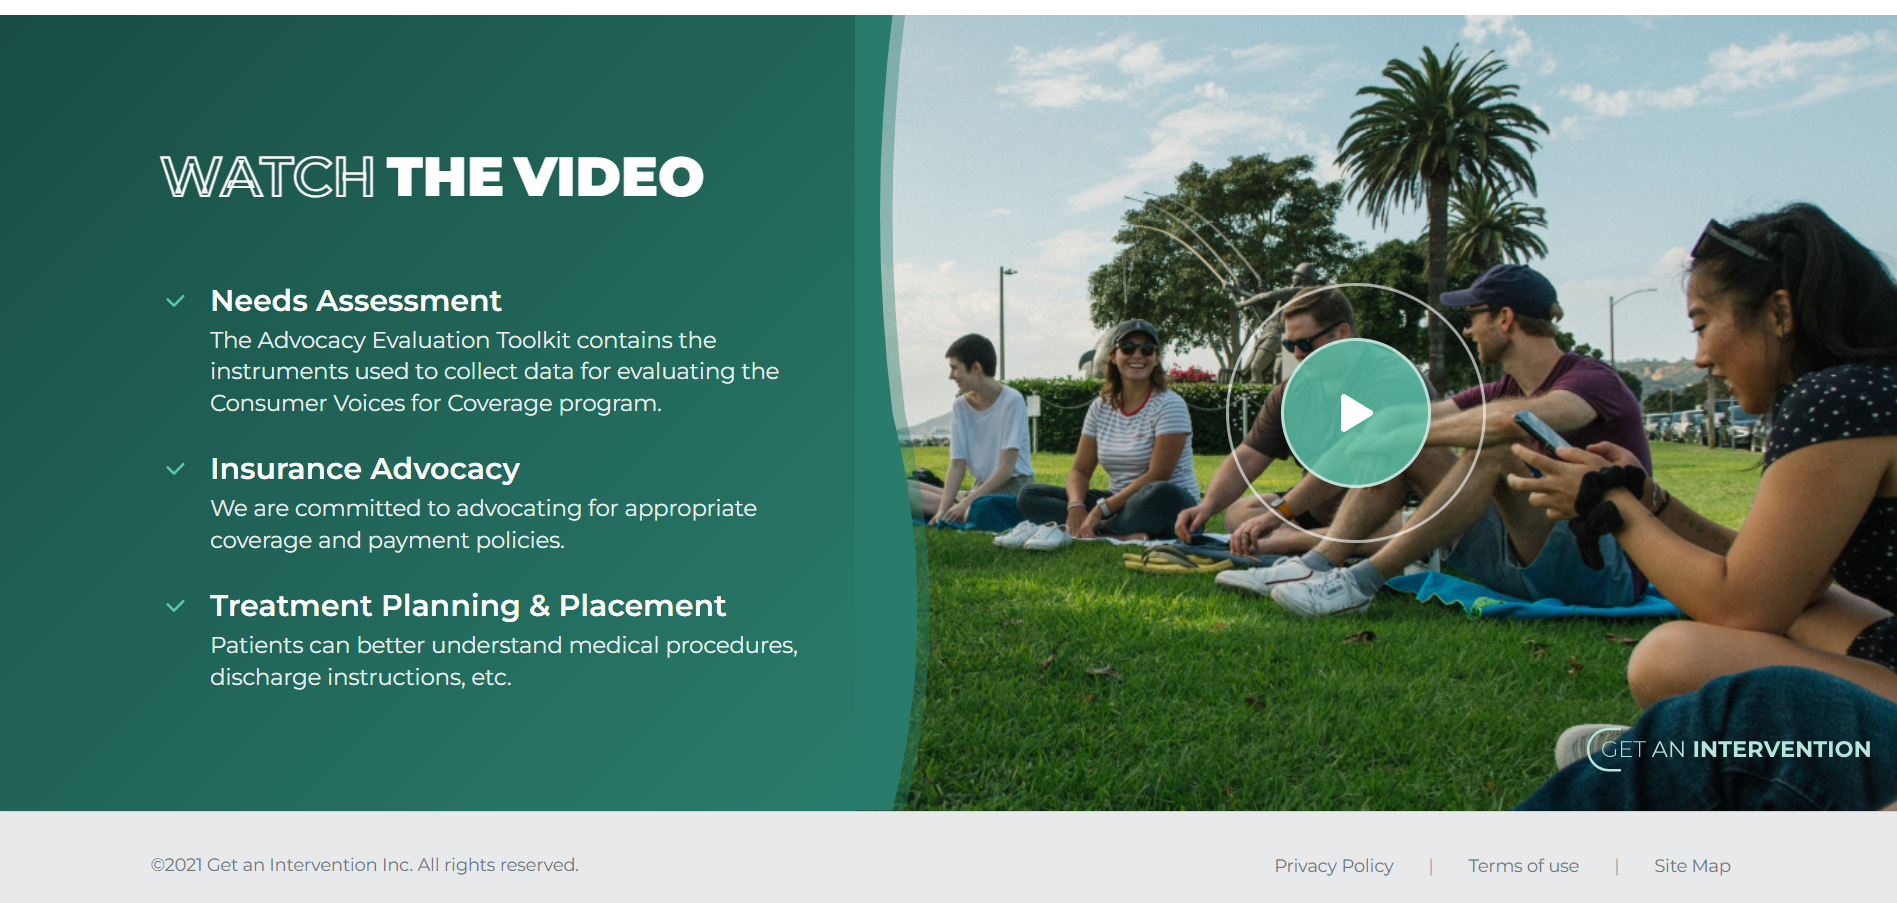 WATCH THE VIDEO
Needs Assessment
The Advocacy Evaluation Toolkit contains the
instruments used to collect data for evaluating the
Consumer Voices for Coverage program.
Insurance Advocacy
We are committed to advocating for appropriate
coverage and payment policies.
Treatment Planning & Placement
Patients can better understand medical procedures,
discharge instructions, etc.
GET AN INTERVENTION
©2021 Get an Intervention Inc. All rights reserved.
Privacy Policy | Terms of use | Site Map